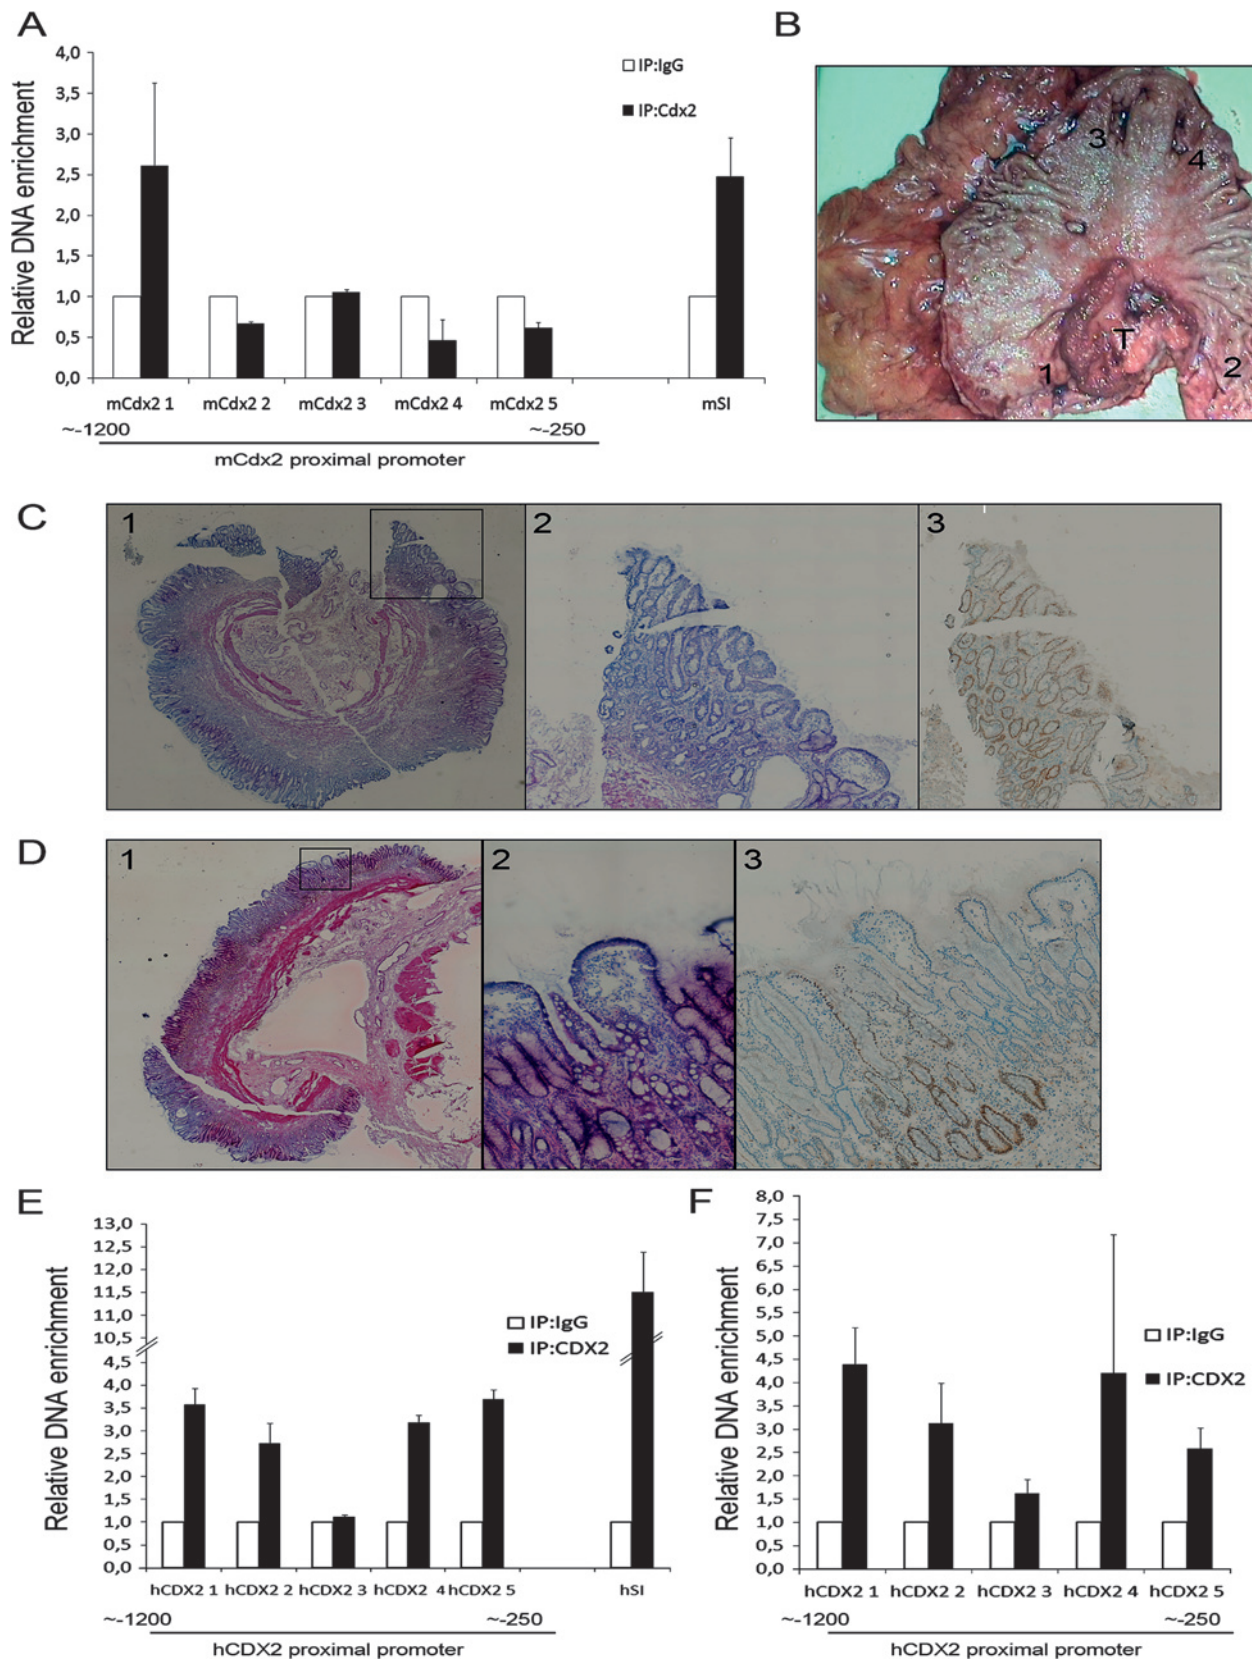 A
Relative DNA enrichment
4,0
3,5
3,0
2,5
2,0
1,5
1,0
0,5
0,0
IP:IgG
IP:Cdx2
mCdx2 1 mCdx2 2 mCdx2 3 mCdx2 4 mCdx2 5 mSI
~-1200 ~-250
mCdx2 proximal promoter
B
3
4
T
1
2
C
1 2 3
D
1 2 3
E
Relative DNA enrichment
13,0
12,5
12,0
11,5
11,0
10,5
4,5
4,0
3,5
3,0
2,5
2,0
1,5
1,0
0,5
0,0
IP:IgG
IP:CDX2
hCDX2 1 hCDX2 2 hCDX2 3 hCDX2 4 hCDX2 5 hSI
~-1200 ~-250
hCDX2 proximal promoter
F
Relative DNA enrichment
8,0
7,5
7,0
6,5
6,0
5,5
5,0
4,5
4,0
3,5
3,0
2,5
2,0
1,5
1,0
0,5
0,0
IP:IgG
IP:CDX2
hCDX2 1 hCDX2 2 hCDX2 3 hCDX2 4 hCDX2 5
~-1200 ~-250
hCDX2 proximal promoter